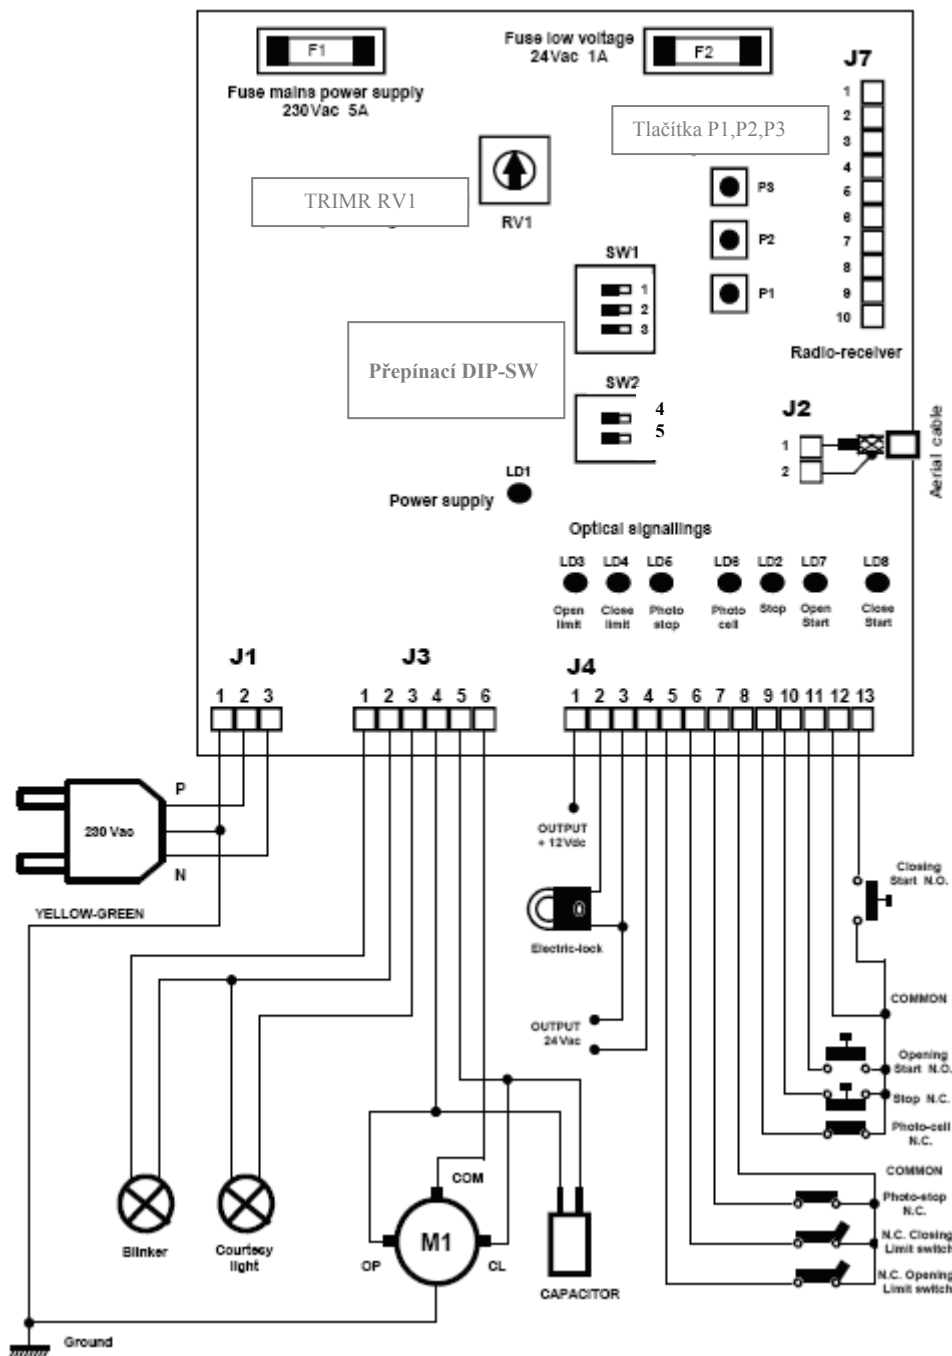 F1
Fuse mains power supply
230Vac 5A
Fuse low voltage
24Vac 1A
F2
J7
1
2
3
4
5
6
7
8
9
10
Radio-receiver
Tlačítka P1,P2,P3
P3
P2
P1
TRIMR RV1
RV1
SW1
1
2
3
Přepínací DIP-SW
SW2
4
5
J2
1
2
Aerial cable
LD1
Power supply
Optical signallings
LD3
Open
limit
LD4
Close
limit
LD5
Photo
stop
LD6
Photo
cell
LD2
Stop
LD7
Open
Start
LD8
Close
Start
J1
1 2 3
J3
1 2 3 4 5 6
J4
1 2 3 4 5 6 7 8 9 10 11 12 13
P
230 Vac
N
YELLOW-GREEN
OUTPUT
+ 12Vdc
Electric-lock
OUTPUT
24Vac
Closing
Start N.O.
COMMON
Opening
Start N.O.
Stop N.C.
Photo-cell
N.C.
COMMON
Photo-stop
N.C.
N.C. Closing
Limit switch
N.C. Opening
Limit switch
Blinker
Courtesy
light
COM
M1
OP
CL
CAPACITOR
Ground